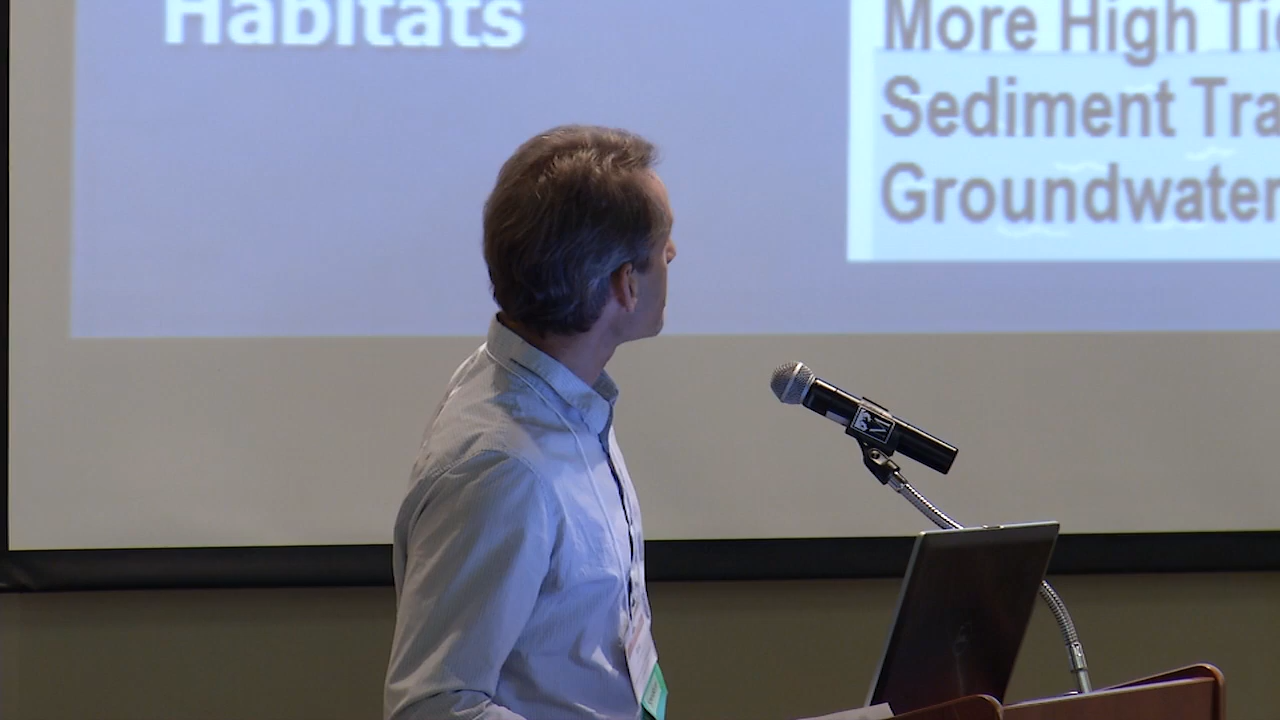 Habitats
More High Ti
Sediment Tra
Groundwater
M